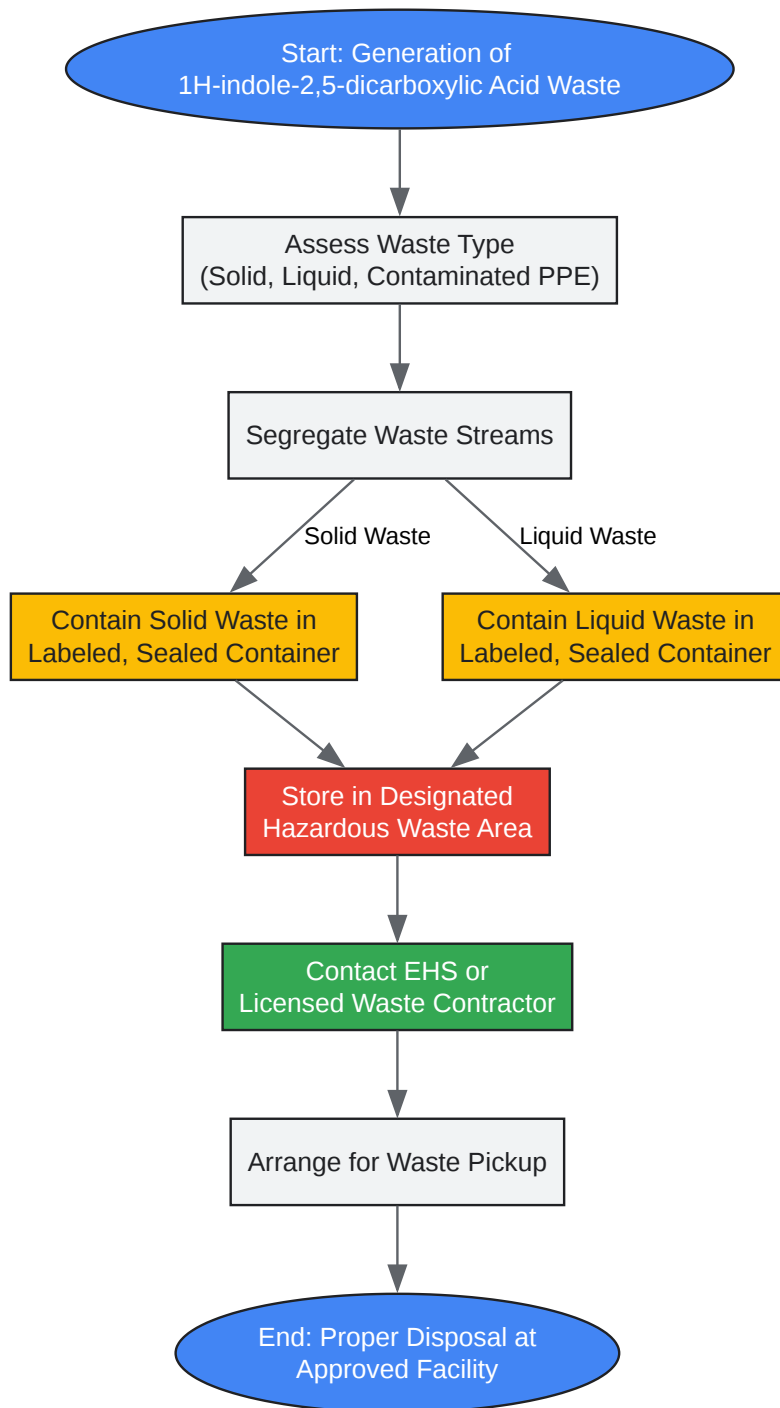 Start: Generation of
1H-indole-2,5-dicarboxylic Acid Waste
Assess Waste Type
(Solid, Liquid, Contaminated PPE)
Segregate Waste Streams
Solid Waste
Liquid Waste
Contain Solid Waste in
Labeled, Sealed Container
Contain Liquid Waste in
Labeled, Sealed Container
Store in Designated
Hazardous Waste Area
Contact EHS or
Licensed Waste Contractor
Arrange for Waste Pickup
End: Proper Disposal at
Approved Facility